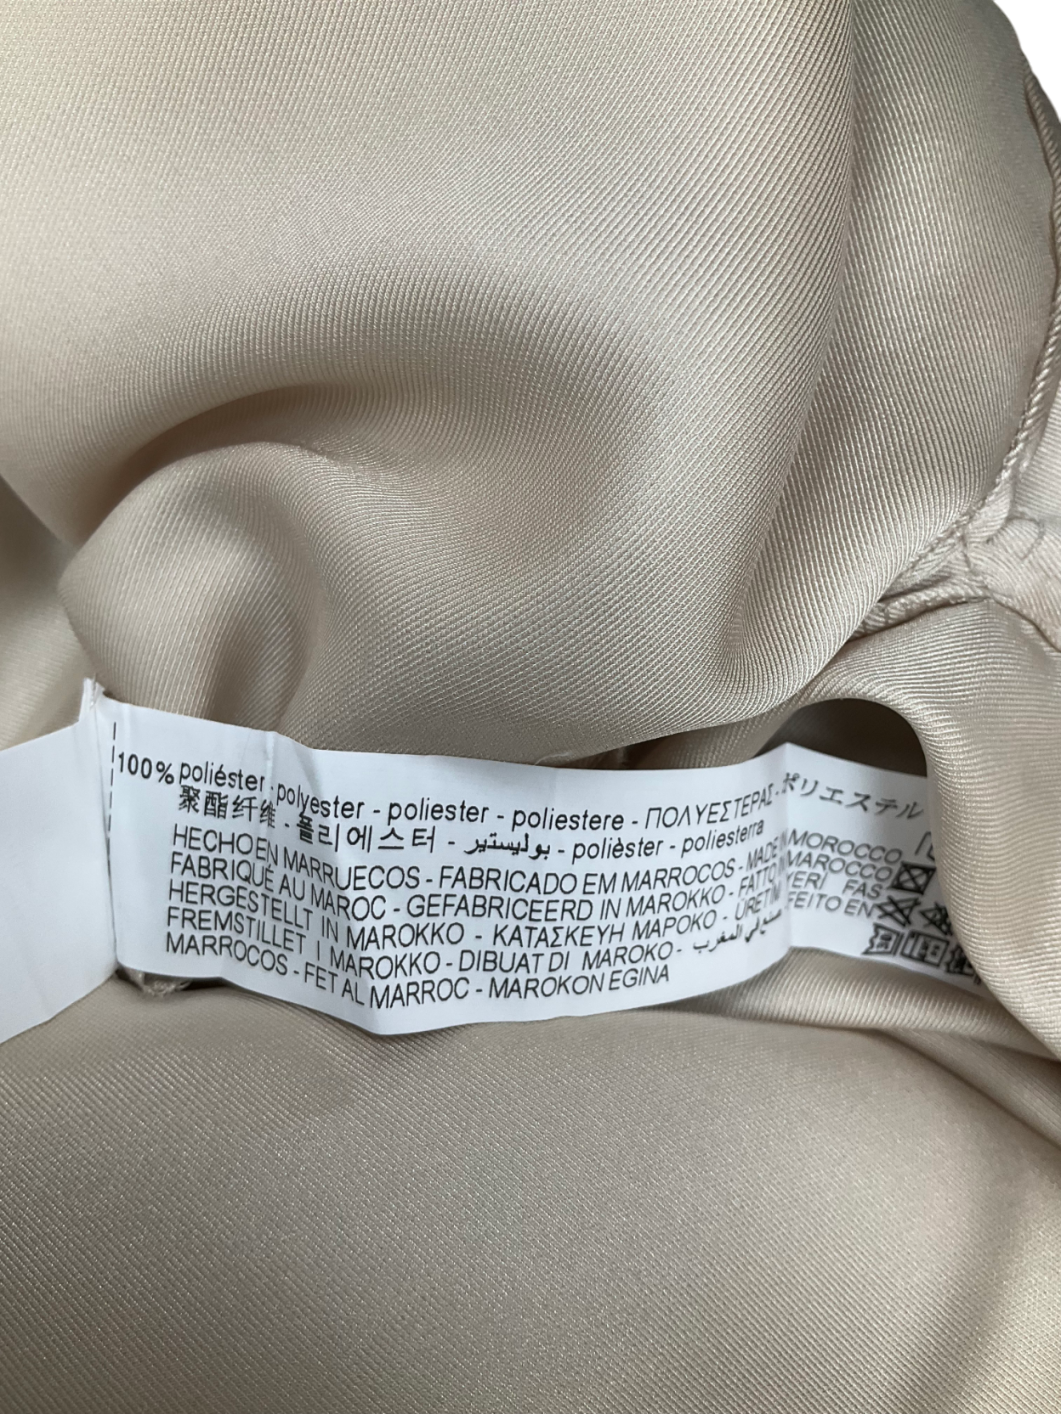 100% poliéster - polyester - poliester - poliestere - ΠΟΛΥΕΣΤΕΡΑΣ - ポリエステル
聚酯纤维 - 폴리에스터 - بوليستير - polièster - poliesterra
HECHO EN MARRUECOS - FABRICADO EM MARROCOS - MADE IN MOROCCO
FABRIQUÉ AU MAROC - GEFABRICEERD IN MAROKKO - FATTO IN MAROCCO
HERGESTELLT IN MAROKKO - ΚΑΤΑΣΚΕΥΗ ΜΑΡΟΚΟ - ÜRETİM YERİ FAS
FREMSTILLET I MAROKKO - DIBUAT DI MAROKO - صنع في المغرب - FEITO EN
MARROCOS - FET AL MARROC - MAROKON EGINA